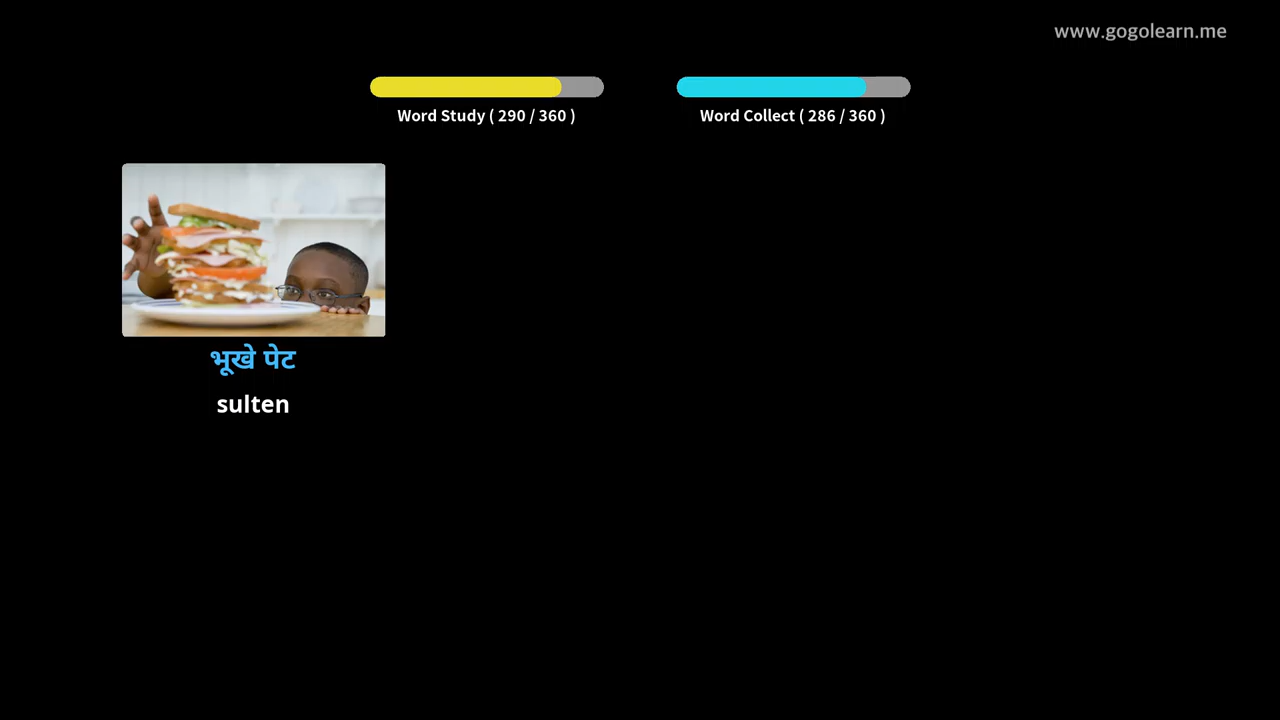 www.gogolearn.me
Word Study ( 290 / 360 )
Word Collect ( 286 / 360 )
भूखे पेट
sulten